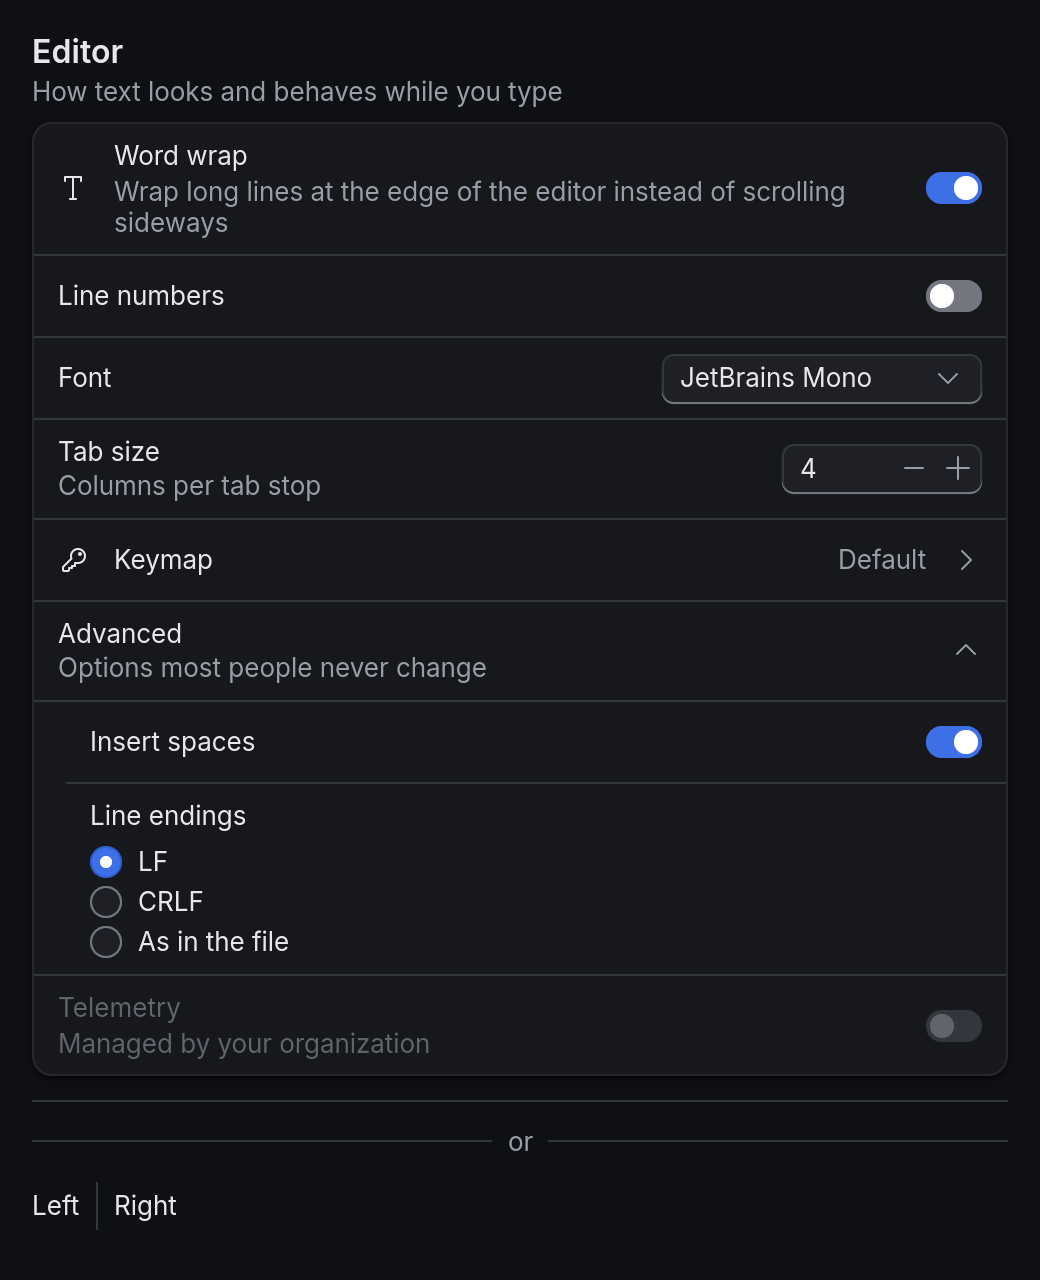 Editor
How text looks and behaves while you type
Word wrap
Wrap long lines at the edge of the editor instead of scrolling
sideways
Line numbers
Font
JetBrains Mono
Tab size
Columns per tab stop
4
Keymap
Default
Advanced
Options most people never change
Insert spaces
Line endings
LF
CRLF
As in the file
Telemetry
Managed by your organization
or
Left
Right